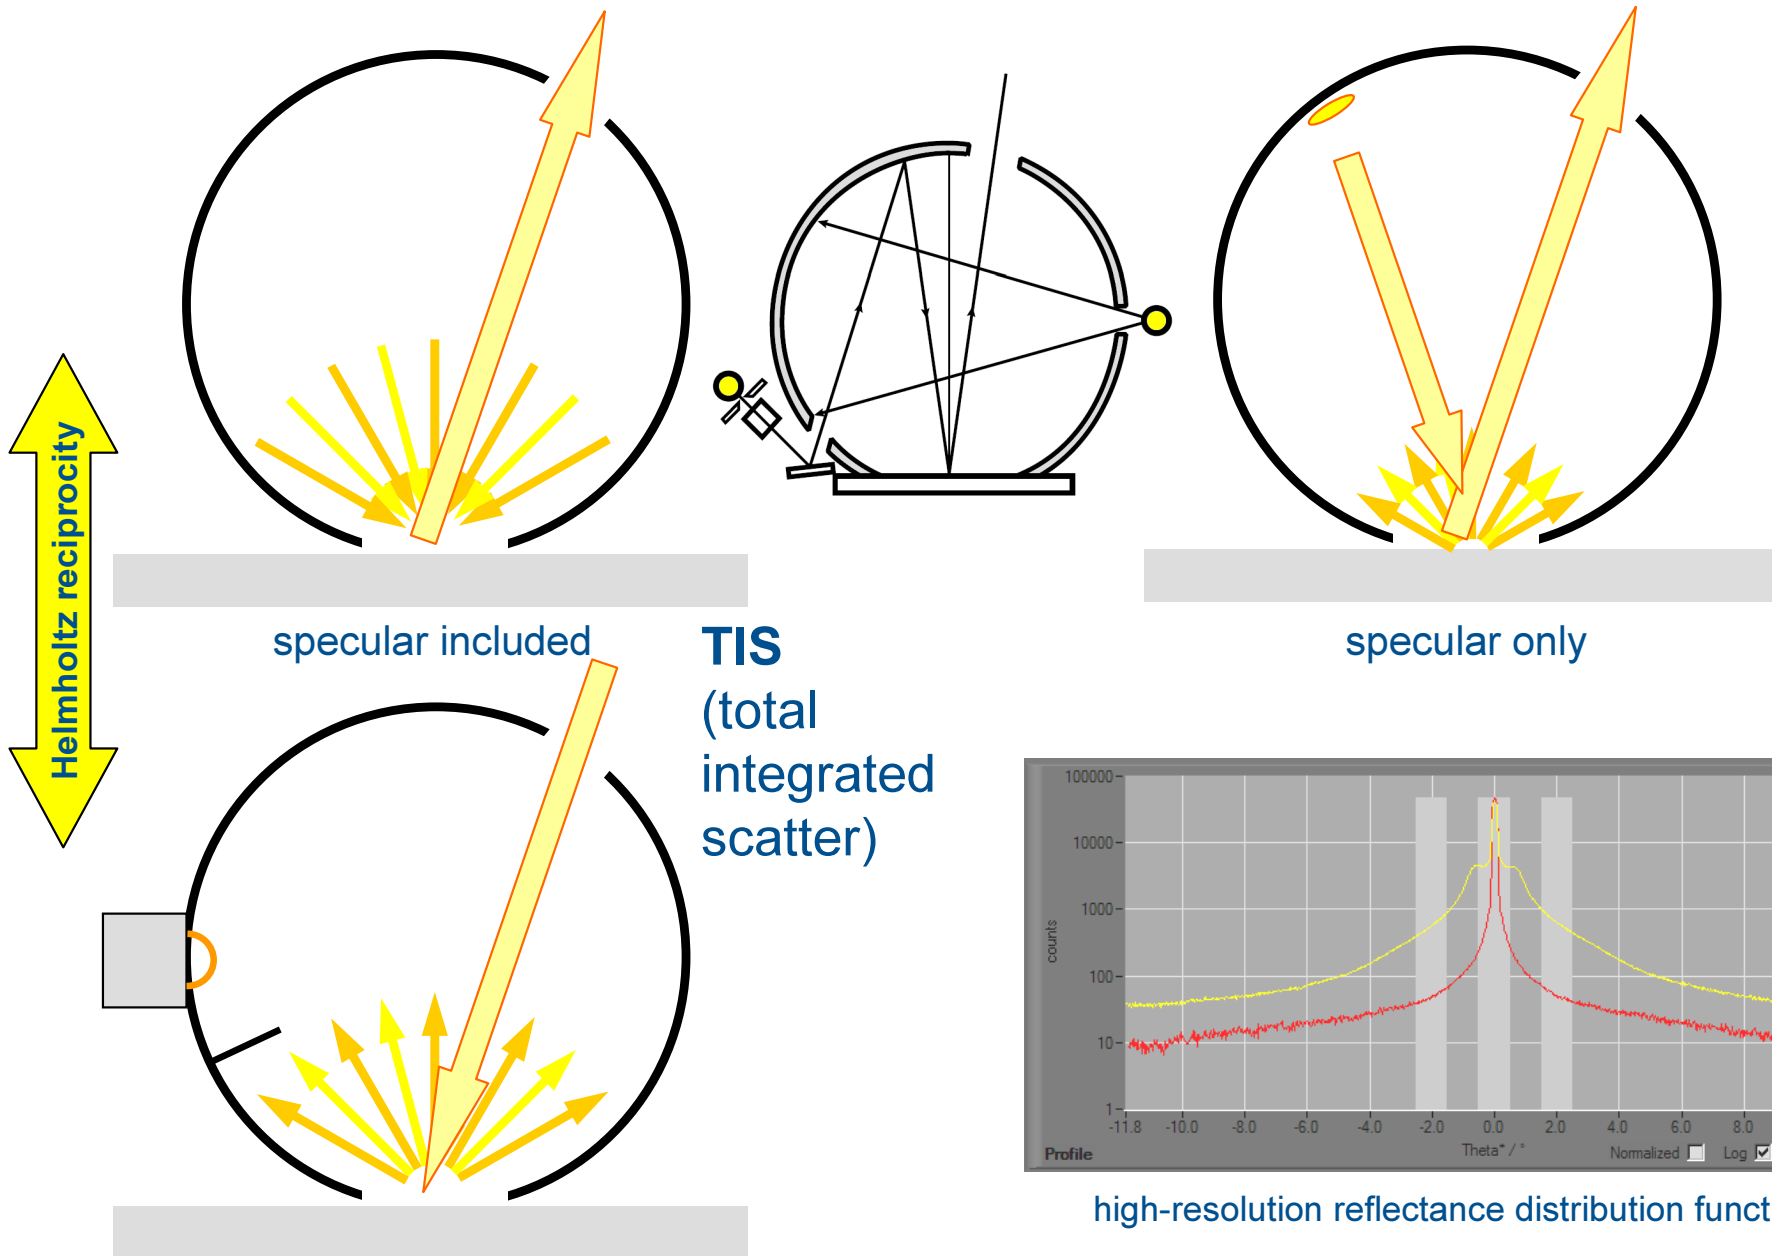 Helmholtz reciprocity
specular included
TIS
(total
integrated
scatter)
specular only
100000
10000
1000
100
10
1
counts
-11.8 -10.0 -8.0 -6.0 -4.0 -2.0 0.0 2.0 4.0 6.0 8.0
Theta* / °
Profile
Normalized
Log
high-resolution reflectance distribution funct